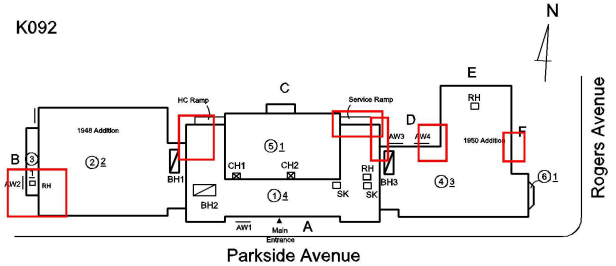 K092
N
C
E
HC Ramp
Service Ramp
RH
D
F
1948 Addition
AW3 AW4
1950 Addition
B
3
1
2 2
5 1
AW2
RH
BH1
CH1
CH2
RH
BH3
4 3
6 1
BH2
1 4
SK
SK
AW1
Main
Entrance
A
Parkside Avenue
Rogers Avenue